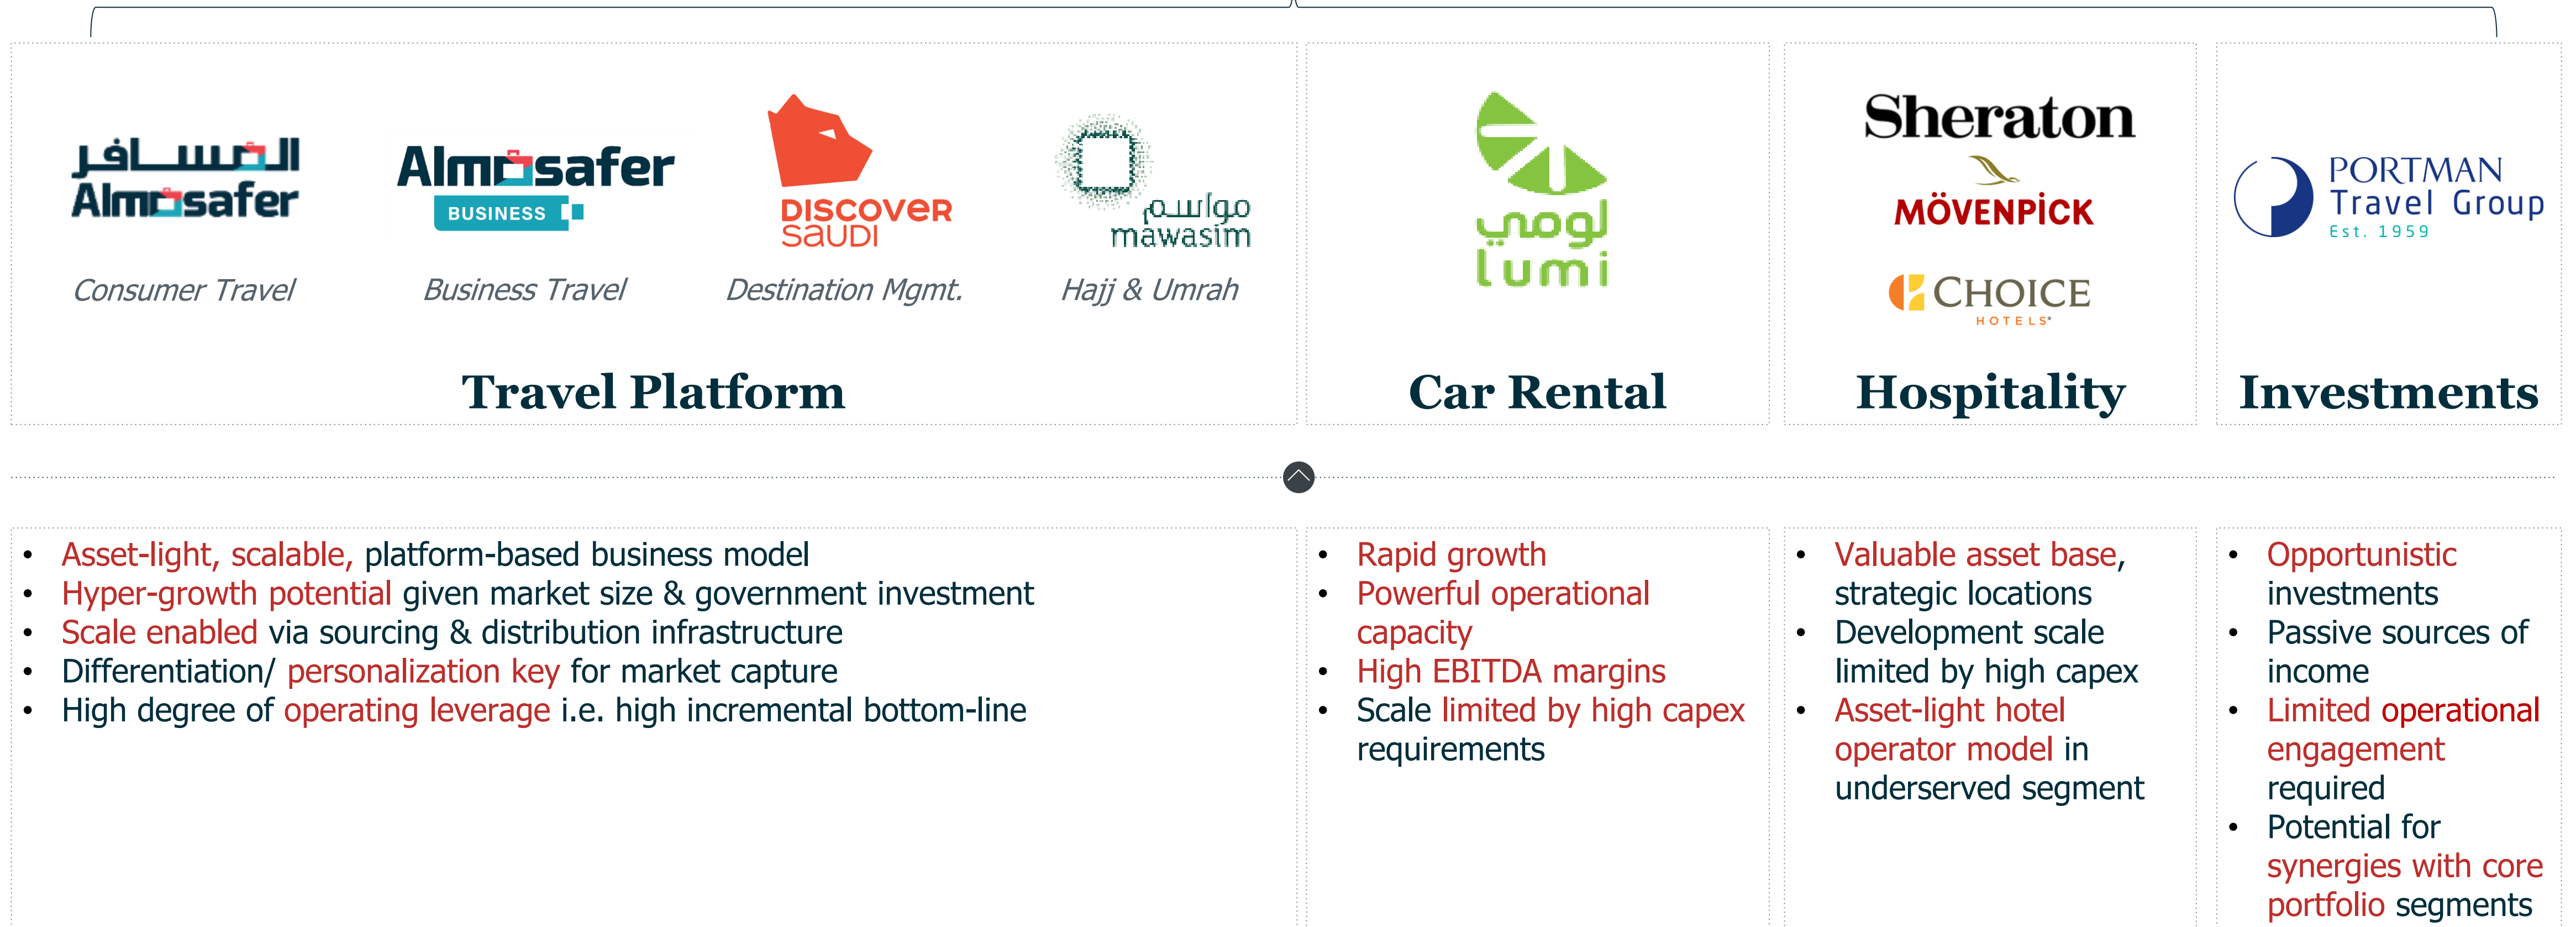 المسافر
Almosafer
Consumer Travel
Almosafer
BUSINESS
Business Travel
DISCOVER
SAUDI
Destination Mgmt.
مواسم
mawasim
Hajj & Umrah
Travel Platform
لومي
lumi
Car Rental
Sheraton
MÖVENPICK
CHOICE
HOTELS®
Hospitality
PORTMAN
Travel Group
Est. 1959
Investments
• Asset-light, scalable, platform-based business model
• Hyper-growth potential given market size & government investment
• Scale enabled via sourcing & distribution infrastructure
• Differentiation/ personalization key for market capture
• High degree of operating leverage i.e. high incremental bottom-line
• Rapid growth
• Powerful operational
capacity
• High EBITDA margins
• Scale limited by high capex
requirements
• Valuable asset base,
strategic locations
• Development scale
limited by high capex
• Asset-light hotel
operator model in
underserved segment
• Opportunistic
investments
• Passive sources of
income
• Limited operational
engagement
required
• Potential for
synergies with core
portfolio segments